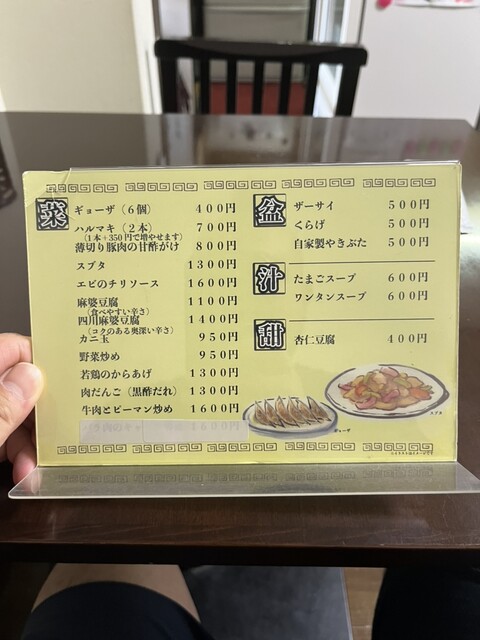 菜
ギョーザ（6個） 400円
ハルマキ（2本） 700円
（1本+350円で増やせます）
薄切り豚肉の甘酢がけ 800円
スブタ 1300円
エビのチリソース 1600円
麻婆豆腐 1100円
（食べやすい辛さ）
四川麻婆豆腐 1400円
（コクのある奥深い辛さ）
カニ玉 950円
野菜炒め 950円
若鶏のからあげ 1300円
肉だんご（黒酢だれ） 1300円
牛肉とピーマン炒め 1600円
1600円
盆
ザーサイ 500円
くらげ 500円
自家製やきぶた 500円
汁
たまごスープ 600円
ワンタンスープ 600円
甜
杏仁豆腐 400円
スブタ
ギョーザ